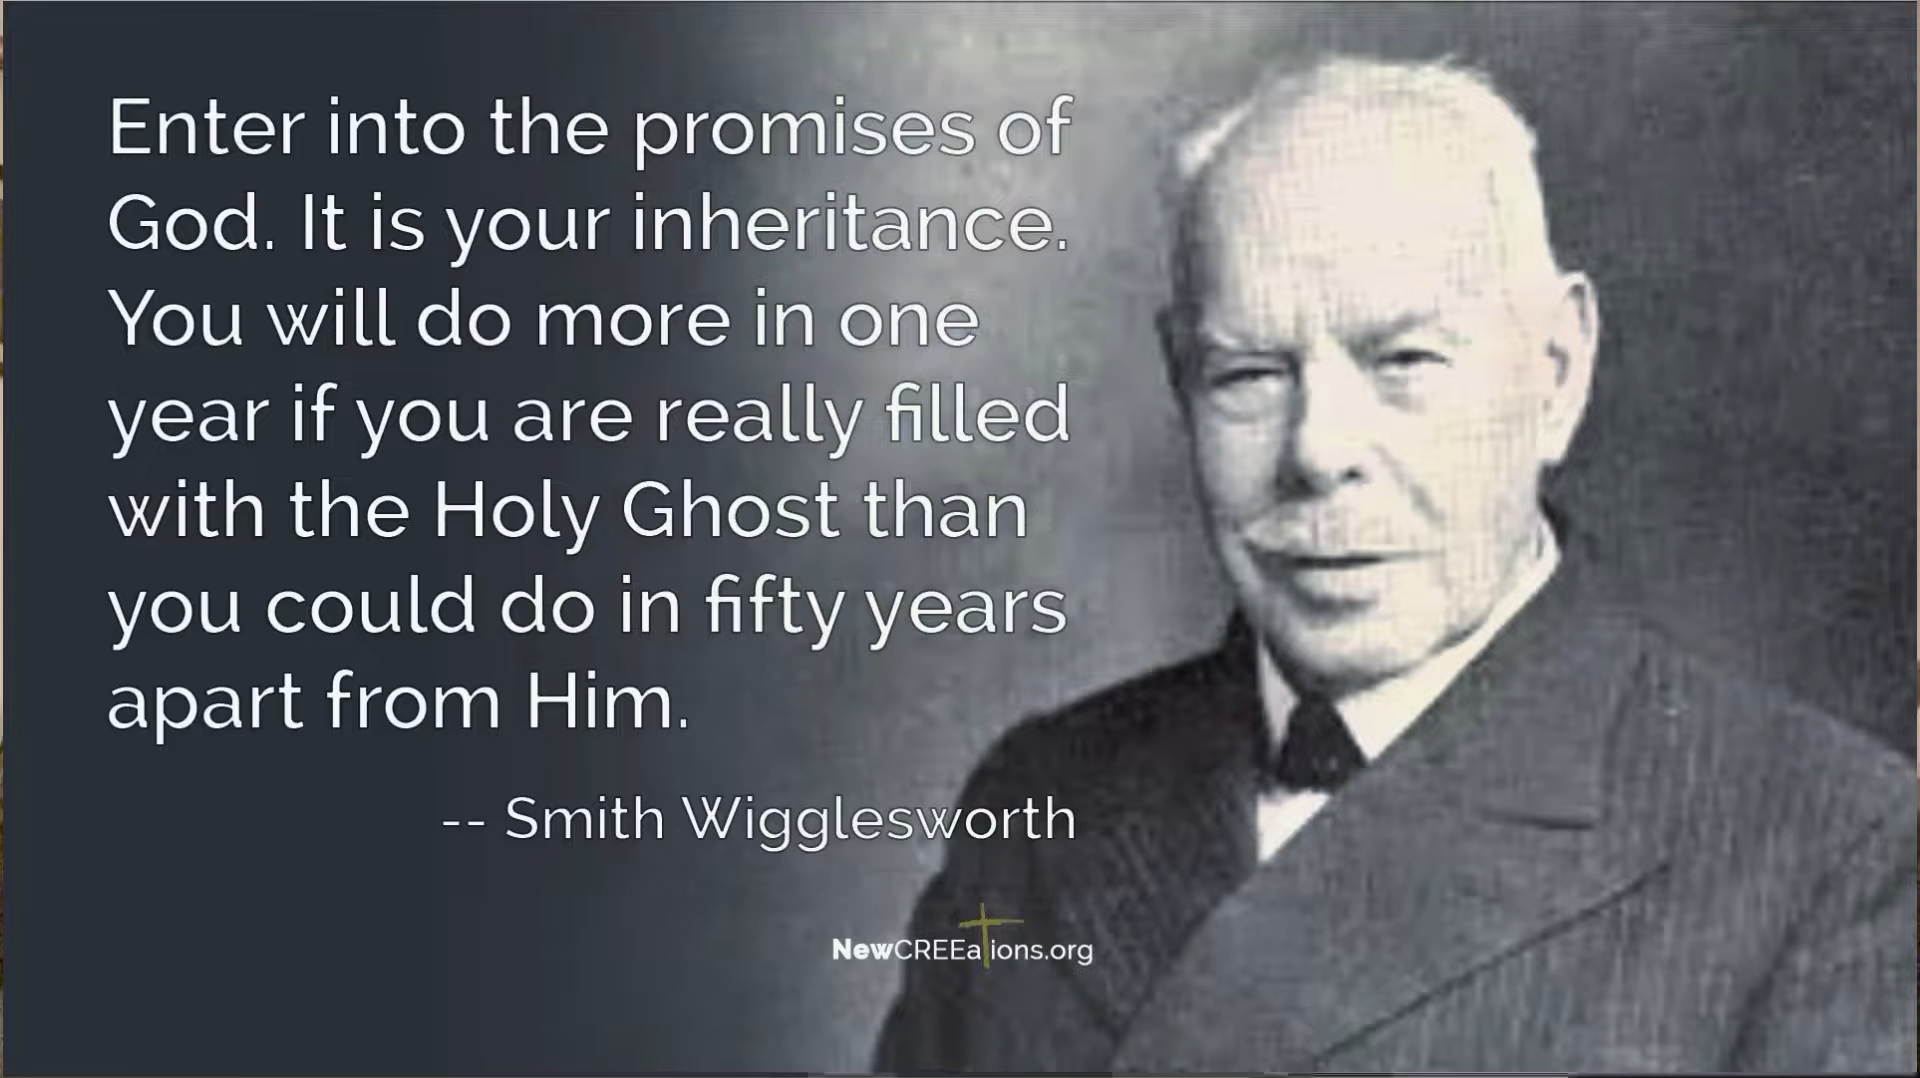 Enter into the promises of
God. It is your inheritance.
You will do more in one
year if you are really filled
with the Holy Ghost than
you could do in fifty years
apart from Him.
-- Smith Wigglesworth
NewCREEations.org